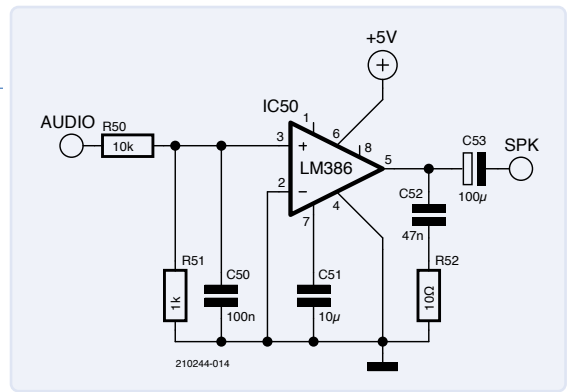 +5V
IC50
AUDIO
R50
10k
1
6
8
3
+
LM386
5
2
−
4
7
C53
SPK
100µ
C52
47n
R51
1k
C50
100n
C51
10µ
R52
10Ω
210244-014